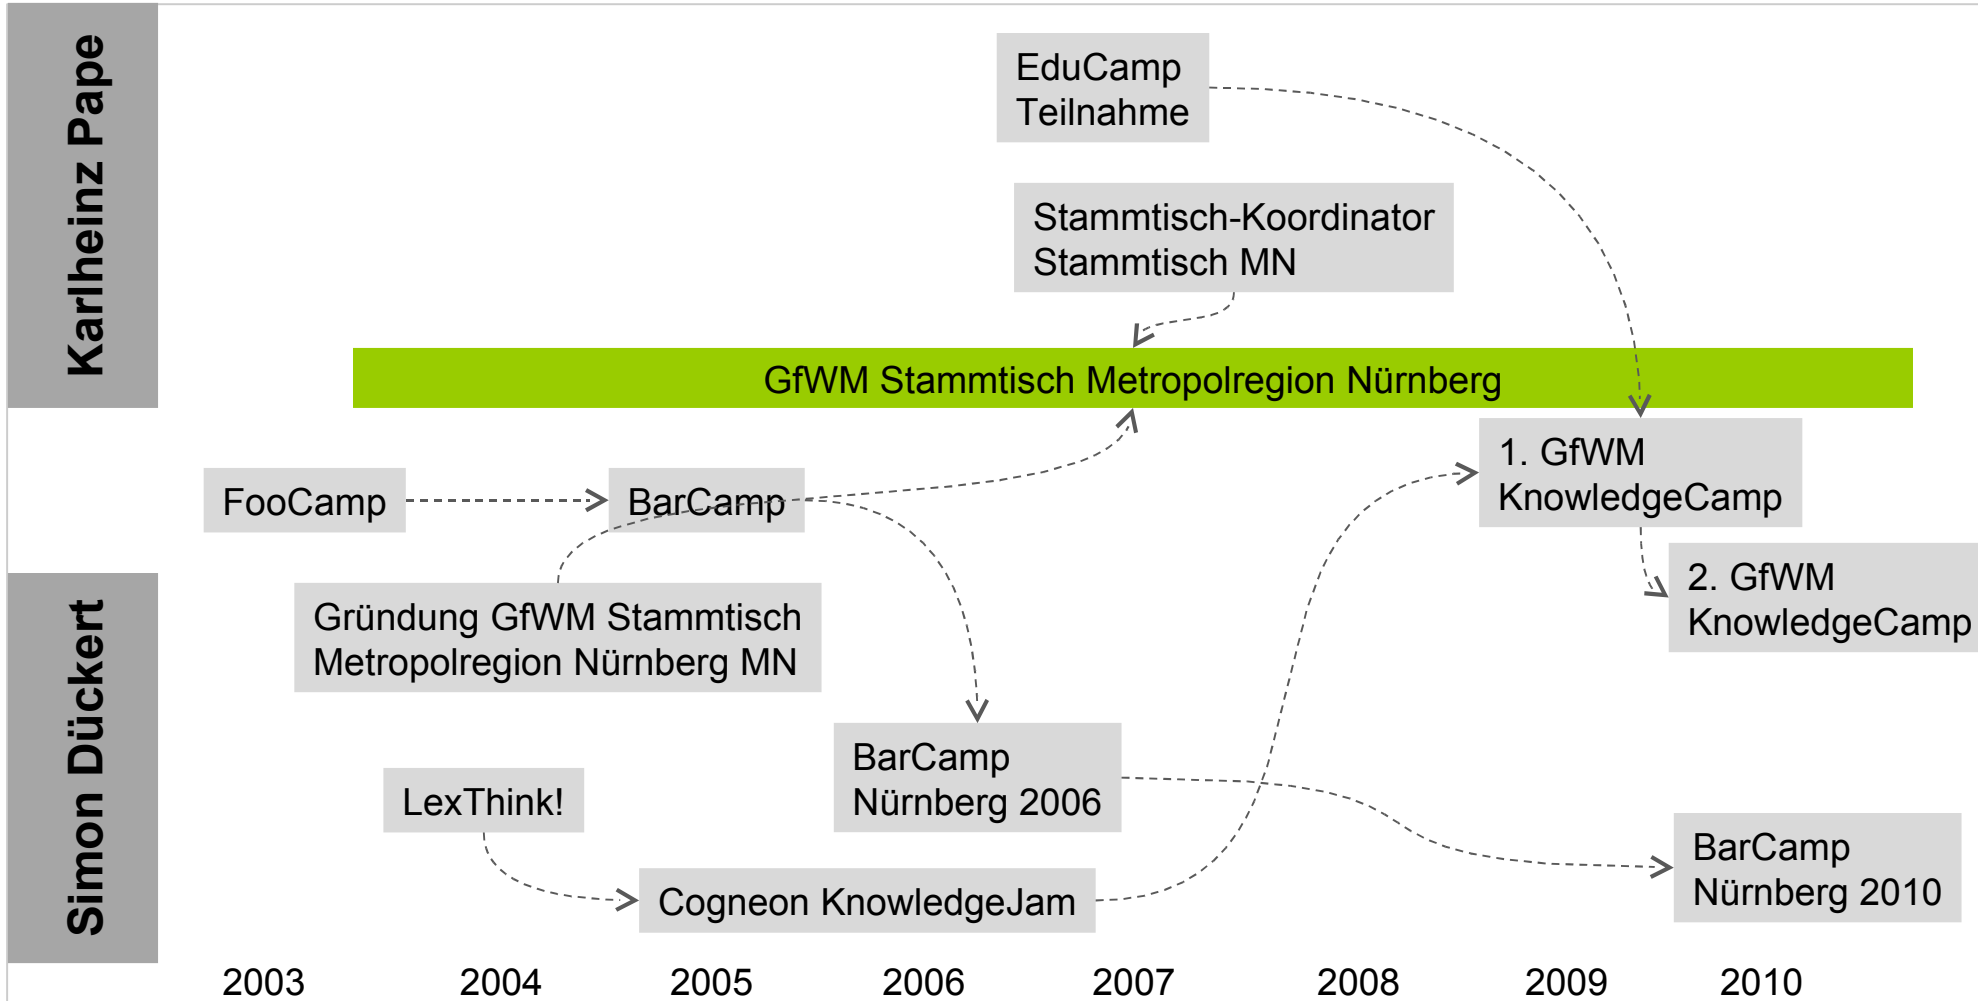 Karlheinz Pape
EduCamp
Teilnahme
Stammtisch-Koordinator
Stammtisch MN
GfWM Stammtisch Metropolregion Nürnberg
FooCamp
BarCamp
1. GfWM
KnowledgeCamp
2. GfWM
KnowledgeCamp
Simon Dückert
Gründung GfWM Stammtisch
Metropolregion Nürnberg MN
BarCamp
Nürnberg 2006
LexThink!
Cogneon KnowledgeJam
BarCamp
Nürnberg 2010
2003 2004 2005 2006 2007 2008 2009 2010